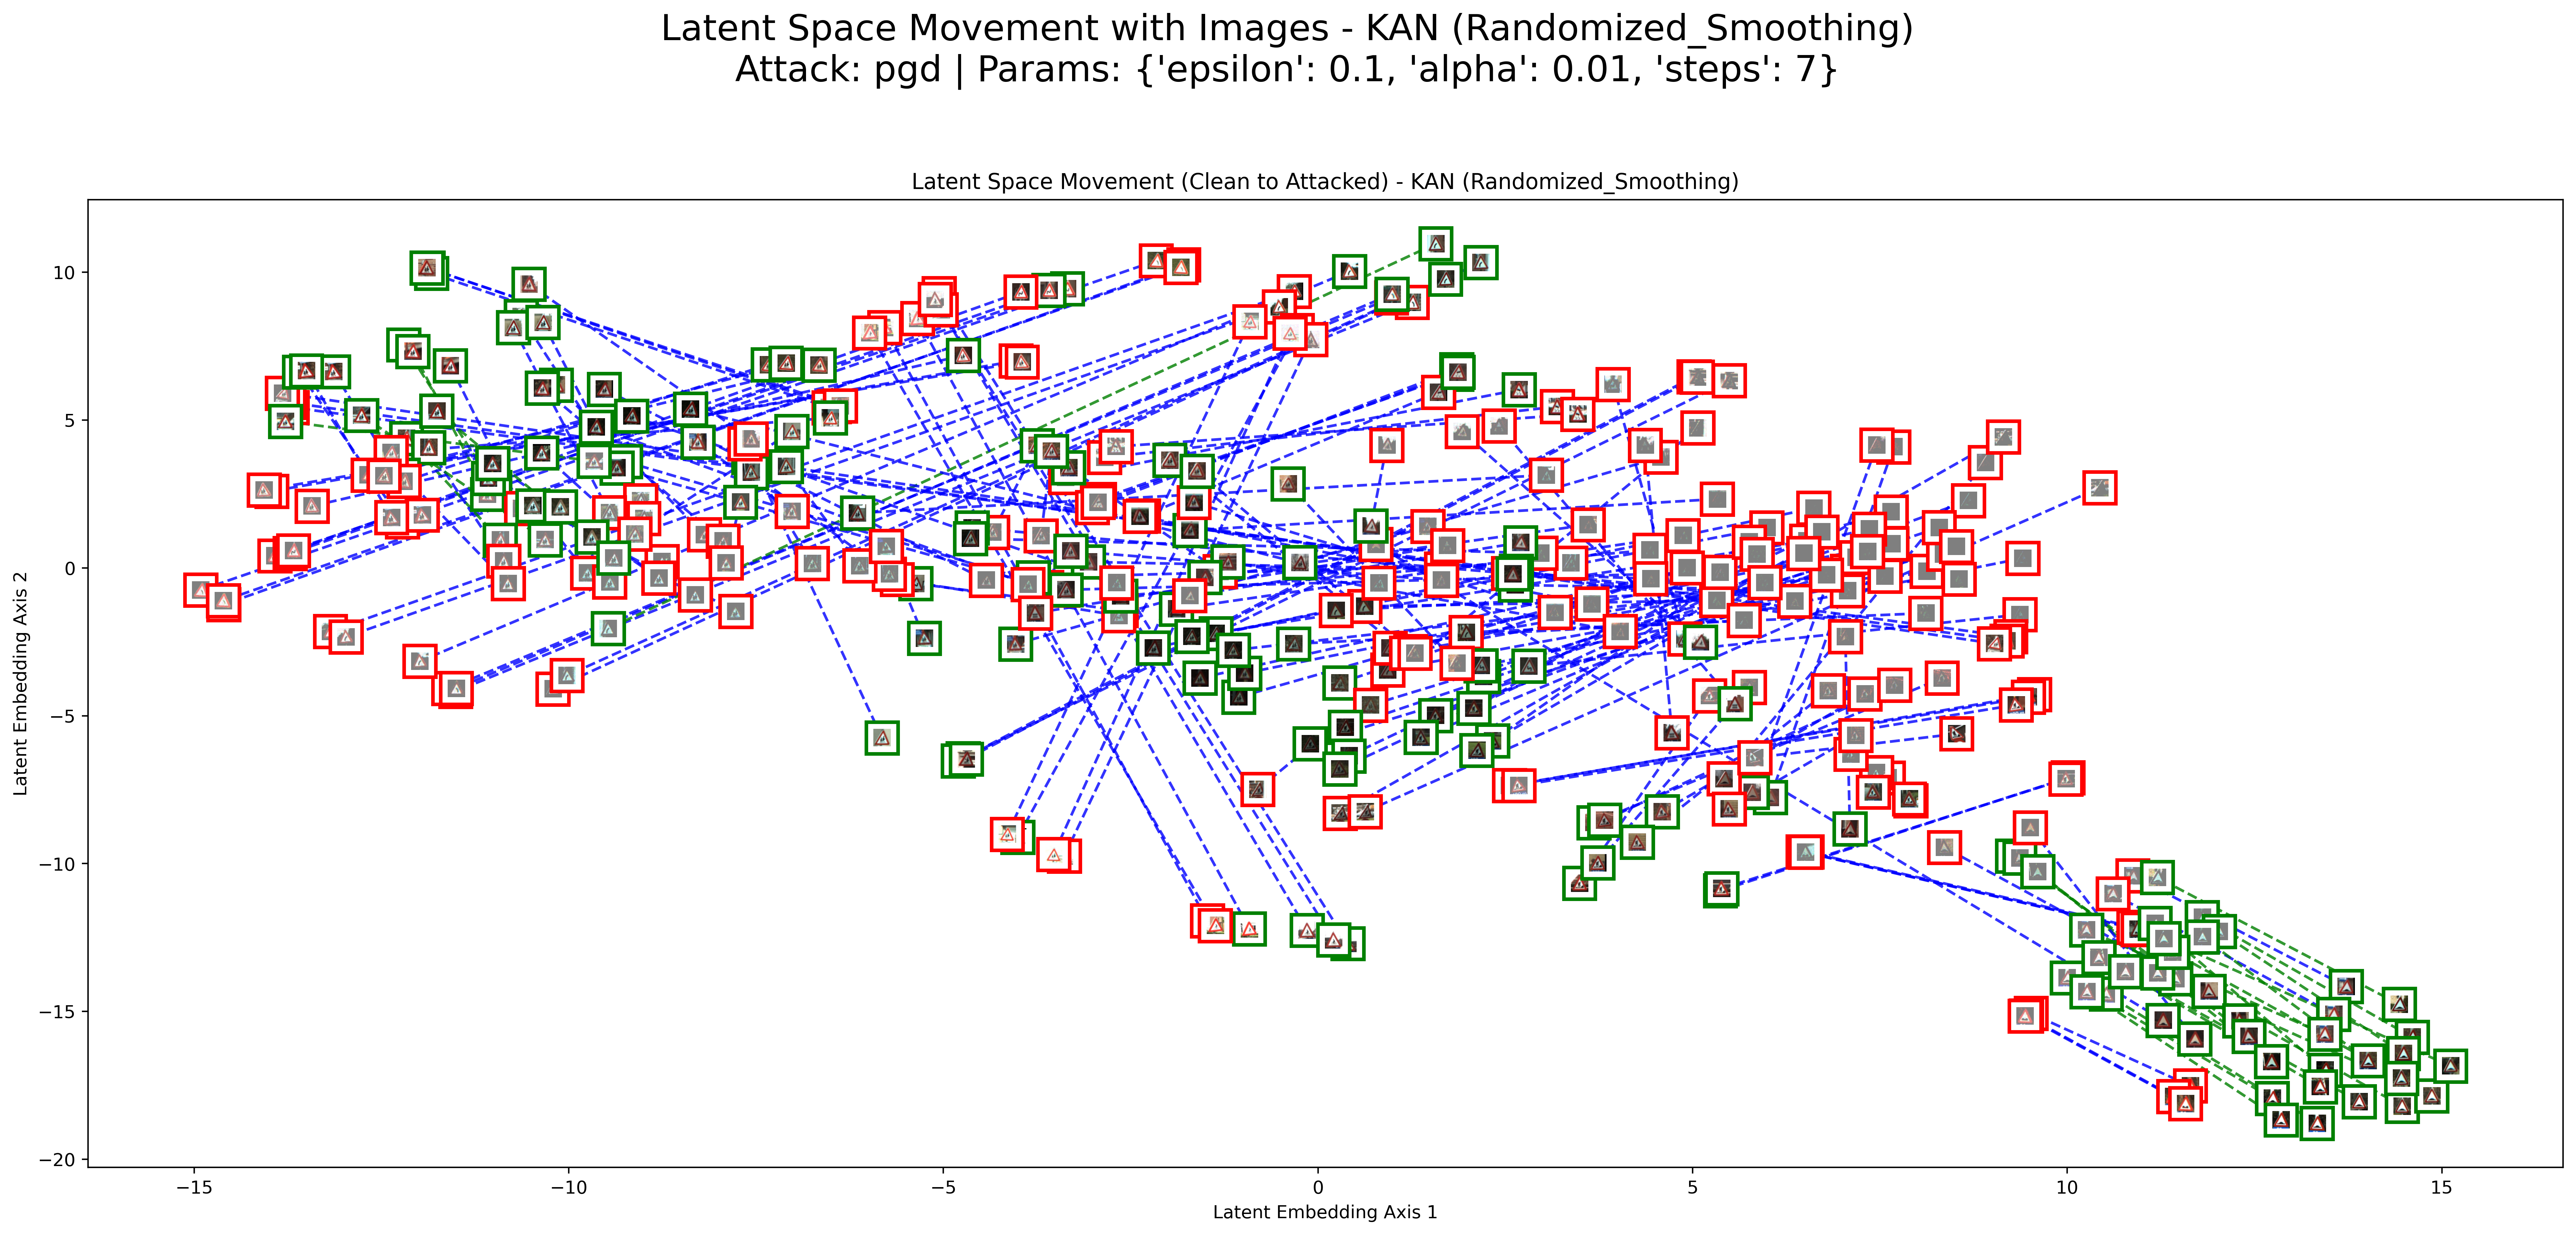 Latent Space Movement with Images - KAN (Randomized_Smoothing)
Attack: pgd | Params: {'epsilon': 0.1, 'alpha': 0.01, 'steps': 7}
Latent Space Movement (Clean to Attacked) - KAN (Randomized_Smoothing)
Latent Embedding Axis 2
10
5
0
−5
−10
−15
−20
−15
−10
−5
0
5
10
15
Latent Embedding Axis 1